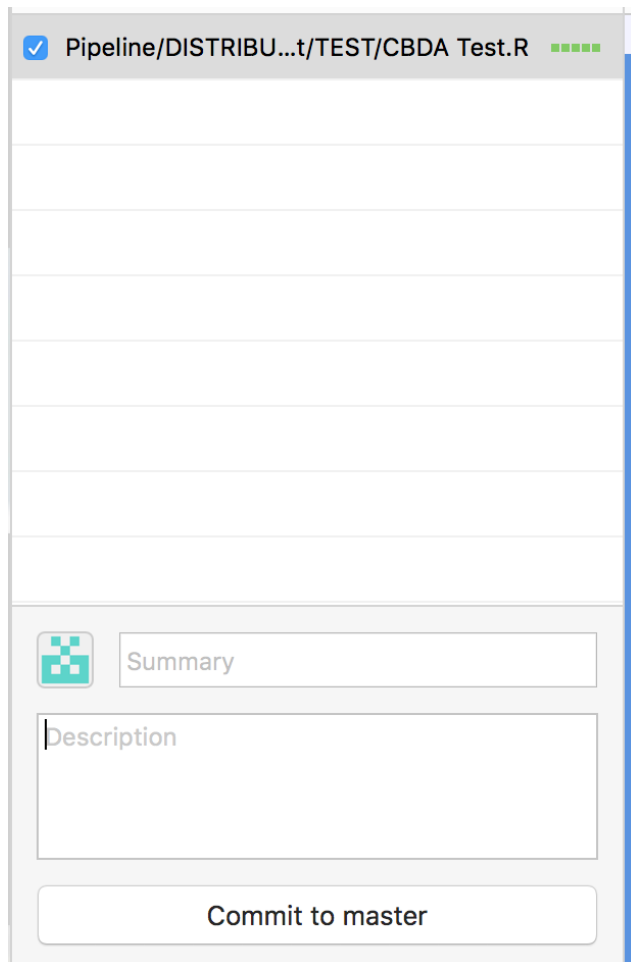 Pipeline/DISTRIBU...t/TEST/CBDA Test.R
Summary
Description
Commit to master